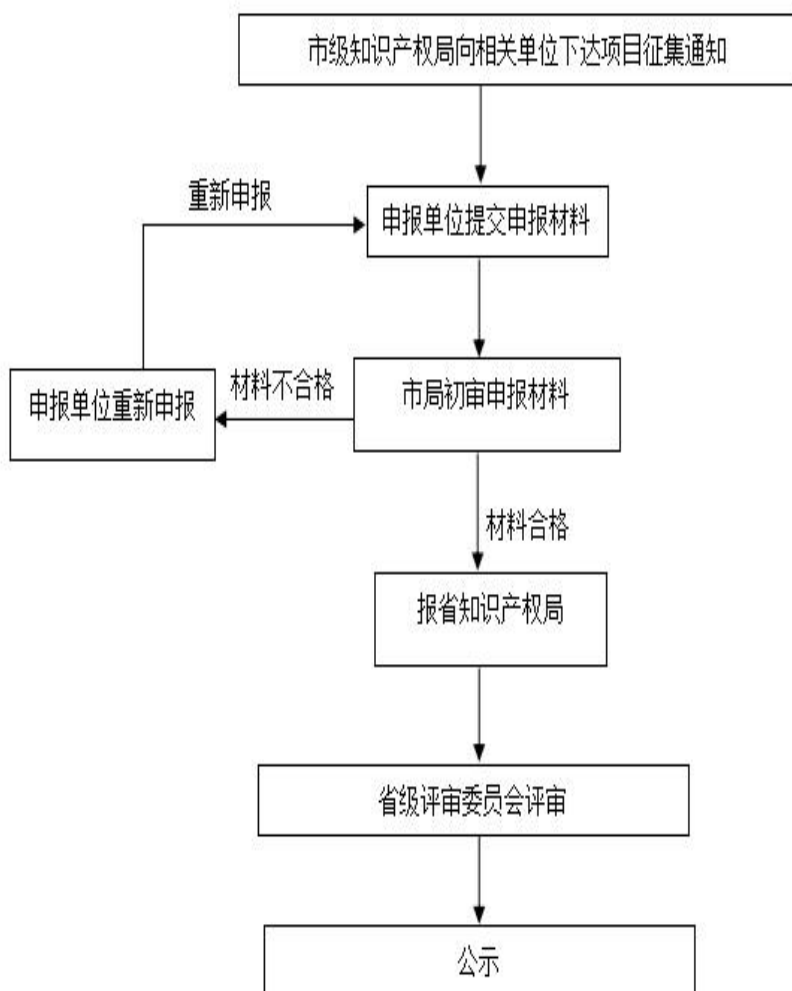 市级知识产权局向相关单位下达项目征集通知
重新申报
申报单位提交申报材料
申报单位重新申报
材料不合格
市局初审申报材料
材料合格
报省知识产权局
省级评审委员会评审
公示